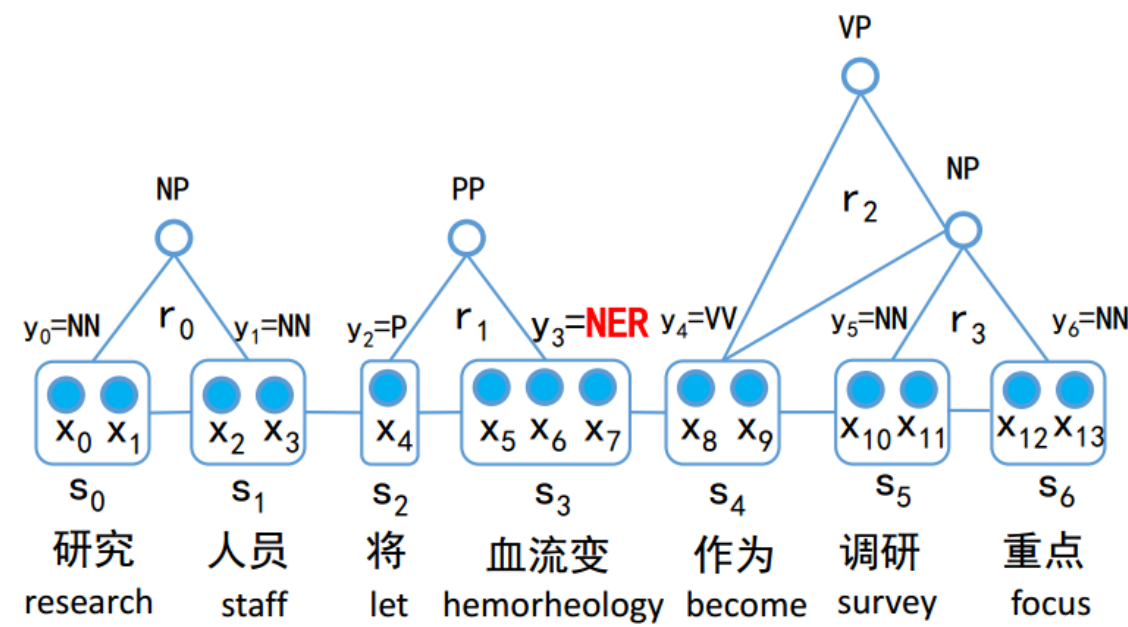 VP
NP PP NP
r₂
y₀=NN r₀ y₁=NN y₂=P r₁ y₃=NER y₄=VV y₅=NN r₃ y₆=NN
x₀ x₁ x₂ x₃ x₄ x₅ x₆ x₇ x₈ x₉ x₁₀ x₁₁ x₁₂ x₁₃
s₀ s₁ s₂ s₃ s₄ s₅ s₆
研究 人员 将 血流变 作为 调研 重点
research staff let hemorheology become survey focus